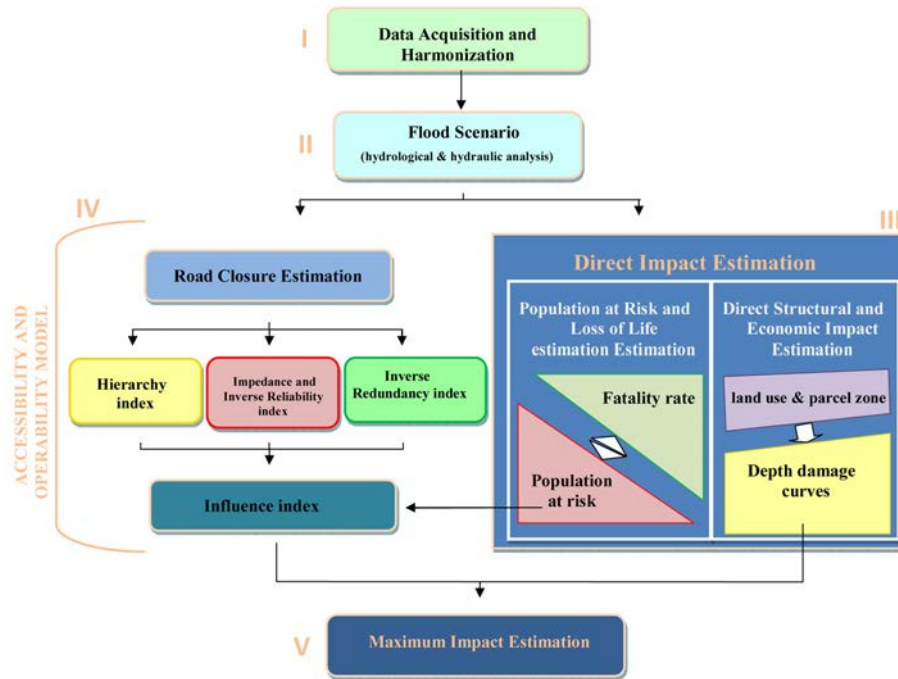 I
Data Acquisition and
Harmonization
II
Flood Scenario
(hydrological & hydraulic analysis)
IV
ACCESSIBILITY AND
OPERABILITY MODEL
Road Closure Estimation
Hierarchy
index
Impedance and
Inverse Reliability
index
Inverse
Redundancy index
Influence index
III
Direct Impact Estimation
Population at Risk and
Loss of Life
estimation Estimation
Fatality rate
Population
at risk
Direct Structural and
Economic Impact
Estimation
land use & parcel zone
Depth damage
curves
V
Maximum Impact Estimation